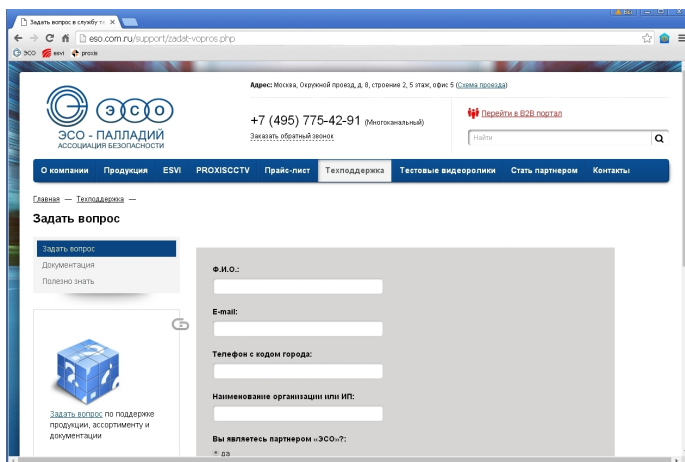 Задать вопрос в службу те
eso.com.ru/support/zadat-vopros.php
ЭСО esvi proxis
Адрес: Москва, Окружной проезд, д. 8, строение 2, 5 этаж, офис 5 (Схема проезда)
ЭСО
ЭСО - ПАЛЛАДИЙ
АССОЦИАЦИЯ БЕЗОПАСНОСТИ
+7 (495) 775-42-91 (Многоканальный)
Заказать обратный звонок
Перейти в B2B портал
Найти
О компании Продукция ESVI PROXISCCTV Прайс-лист Техподдержка Тестовые видеоролики Стать партнером Контакты
Главная — Техподдержка —
Задать вопрос
Задать вопрос
Документация
Полезно знать
Задать вопрос по поддержке
продукции, ассортименту и
документации
Ф.И.О.:
E-mail:
Телефон с кодом города:
Наименование организации или ИП:
Вы являетесь партнером «ЭСО»?:
да